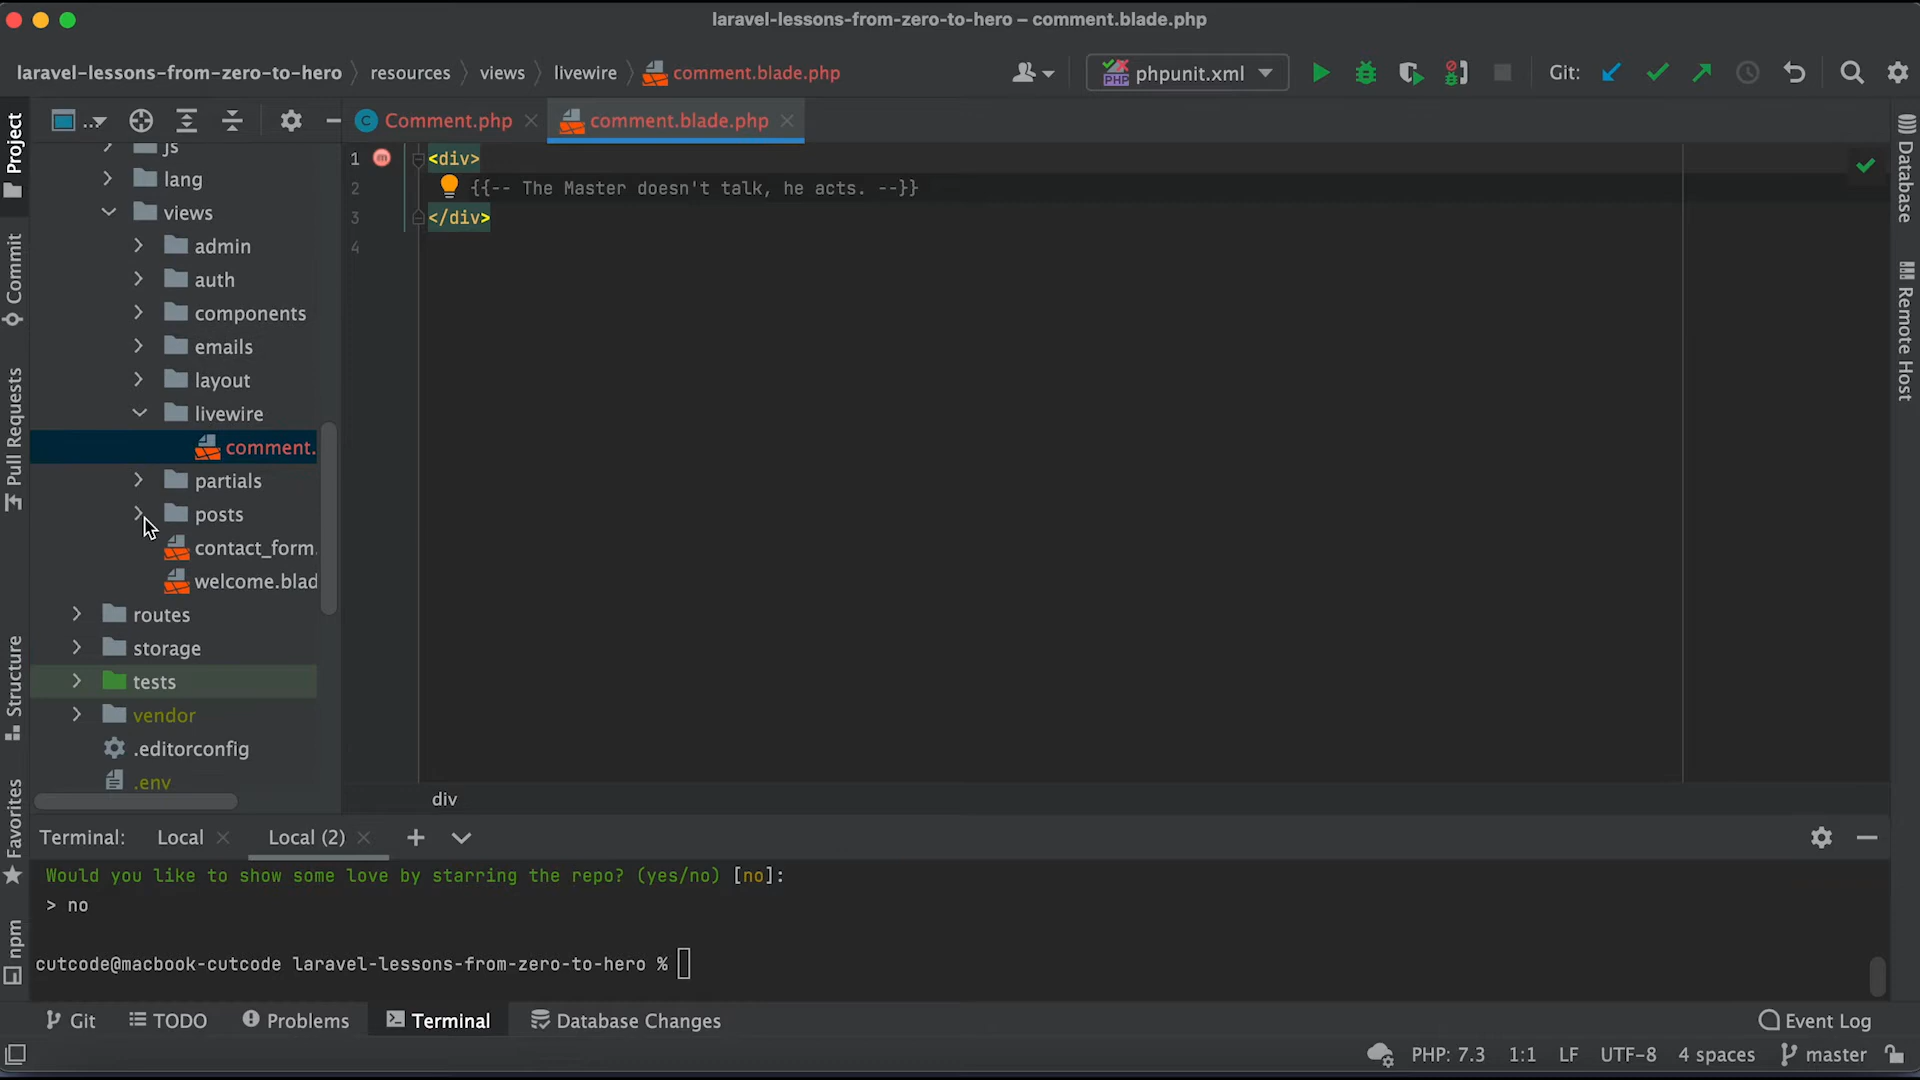 laravel-lessons-from-zero-to-hero – comment.blade.php
laravel-lessons-from-zero-to-hero resources views livewire comment.blade.php
phpunit.xml
Git:
Project
Commit
Pull Requests
Structure
Favorites
npm
js
lang
views
admin
auth
components
emails
layout
livewire
comment.
partials
posts
contact_form.
welcome.blad
routes
storage
tests
vendor
.editorconfig
.env
Comment.php comment.blade.php
1 <div>
2 {{-- The Master doesn't talk, he acts. --}}
3 </div>
4
div
Database
Remote Host
Terminal: Local Local (2)
Would you like to show some love by starring the repo? (yes/no) [no]:
> no
cutcode@macbook-cutcode laravel-lessons-from-zero-to-hero %
Git TODO Problems Terminal Database Changes Event Log
PHP: 7.3 1:1 LF UTF-8 4 spaces master